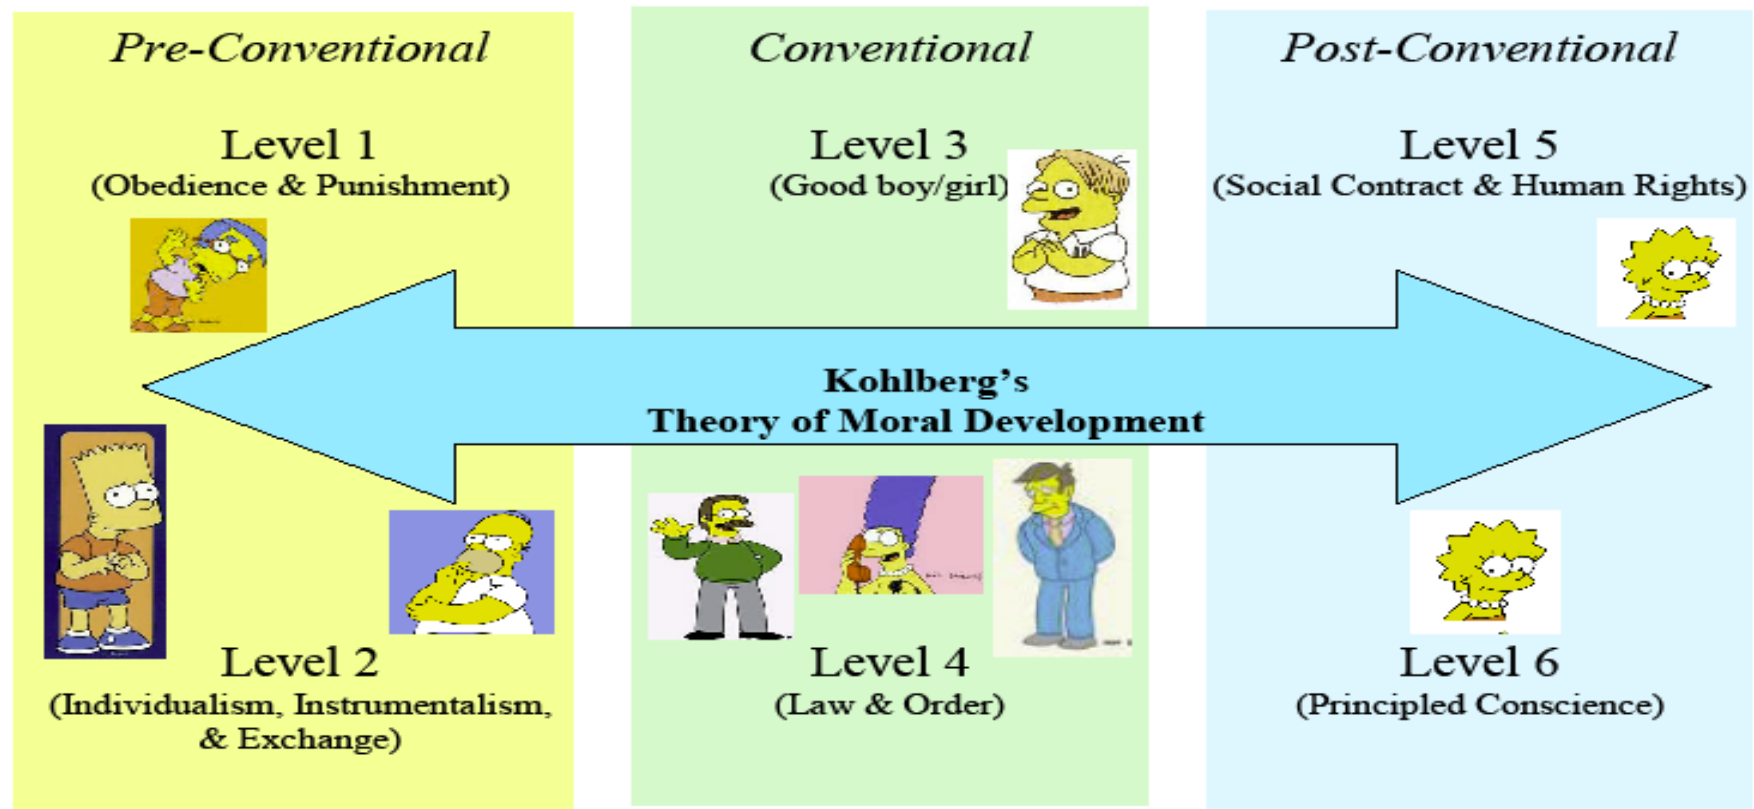 Pre-Conventional
Level 1
(Obedience & Punishment)
Level 2
(Individualism, Instrumentalism,
& Exchange)
Conventional
Level 3
(Good boy/girl)
Kohlberg's
Theory of Moral Development
Level 4
(Law & Order)
Post-Conventional
Level 5
(Social Contract & Human Rights)
Level 6
(Principled Conscience)